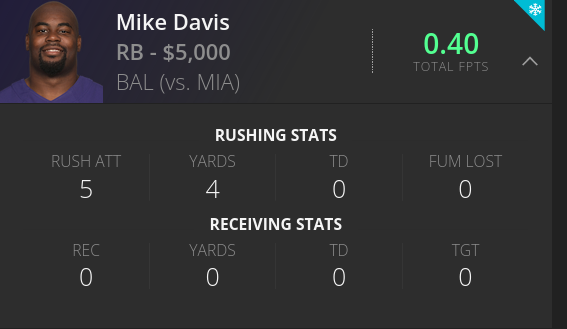 Mike Davis
RB - $5,000
BAL (vs. MIA)
0.40
TOTAL FPTS
RUSHING STATS
RUSH ATT YARDS TD FUM LOST
5 4 0 0
RECEIVING STATS
REC YARDS TD TGT
0 0 0 0